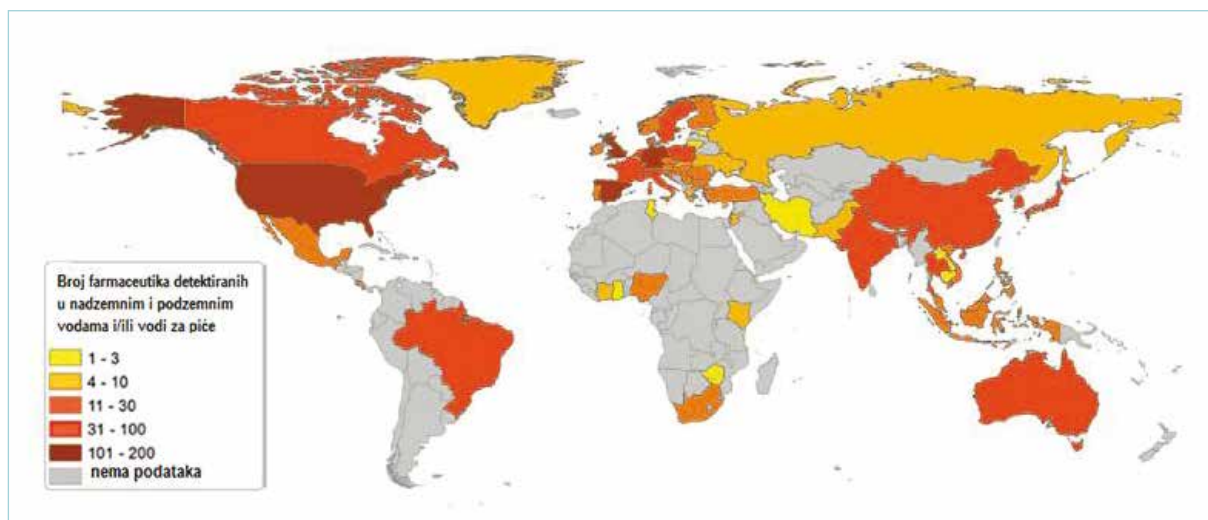 Broj farmaceutika detektiranih
u nadzemnim i podzemnim
vodama i/ili vodi za piće
1 - 3
4 - 10
11 - 30
31 - 100
101 - 200
nema podataka